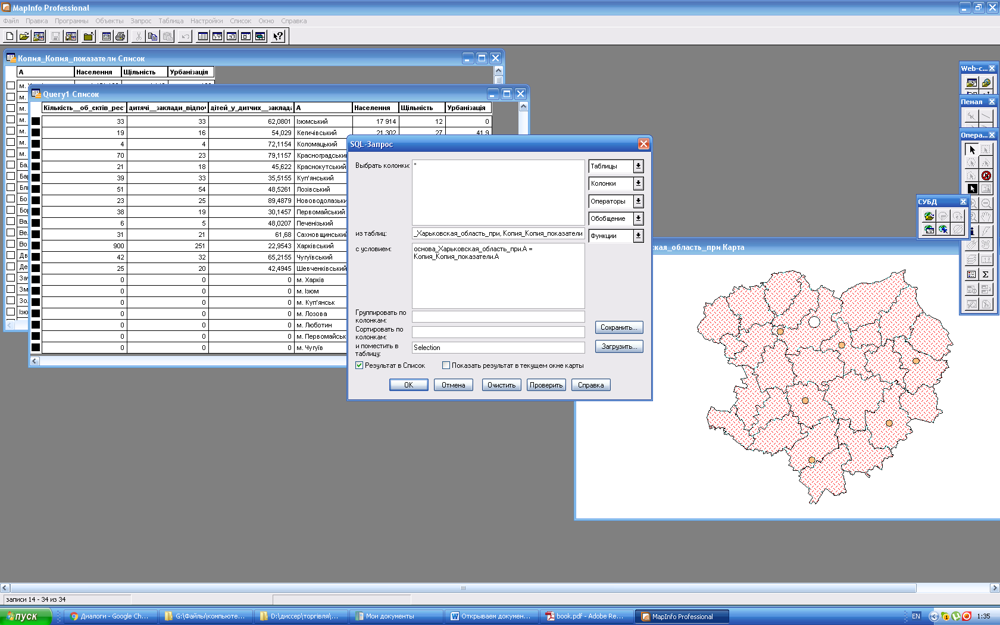 MapInfo Professional
Файл Правка Программы Объекты Запрос Таблица Настройки Список Окно Справка
Копия_Копия_показатели Список
А Населення Щільність Урбанізація
Query1 Список
Кількість__об_єктів_рес дитячі__заклади_відпоч дітей_у_дитчих__заклад А Населення Щільність Урбанізація
33 33 62,0801 Ізюмський 17 914 12 0
19 16 54,029 Кегичівський 21 302 27 41,9
4 4 72,1154 Коломацький
70 23 79,1157 Красноградськи
21 18 45,622 Краснокутський
39 33 35,5155 Куп'янський
51 54 48,5261 Лозівський
23 25 89,4879 Нововодолазьки
38 19 30,1457 Первомайський
6 5 48,0207 Печенізький
31 21 61,68 Сахновщинський
900 251 22,9543 Харківський
42 32 65,2155 Чугуївський
25 20 42,4945 Шевченківський
0 0 0 м. Харків
0 0 0 м. Ізюм
0 0 0 м. Куп'янськ
0 0 0 м. Лозова
0 0 0 м. Люботин
0 0 0 м. Первомайськ
0 0 0 м. Чугуїв
м.
м.
м.
м.
м.
м.
м.
Ба
Бар
Бл
Бо
Бор
Ва
Ве
Во
Дв
Де
Зач
Зм
Зо
Ізю
SQL-Запрос
Выбрать колонки: *
Таблицы
Колонки
Операторы
Обобщение
Функции
из таблиц: _Харьковская_область_при, Копия_Копия_показатели
с условием: основа_Харьковская_область_при.А =
Копия_Копия_показатели.А
Группировать по
колонкам:
Сортировать по
колонкам:
и поместить в
таблицу: Selection
Сохранить...
Загрузить...
Результат в Список Показать результат в текущем окне карты
ОК Отмена Очистить Проверить Справка
ская_область_при Карта
Web-с...
Пенал
Опера...
СУБД
записи 14 - 34 из 34
пуск
Диалоги - Google Ch...
G:\Файлы\компьюте...
D:\диссер\торгівля\...
Мои документы
Открываем докумен...
book.pdf - Adobe Re...
MapInfo Professional
EN
1:35